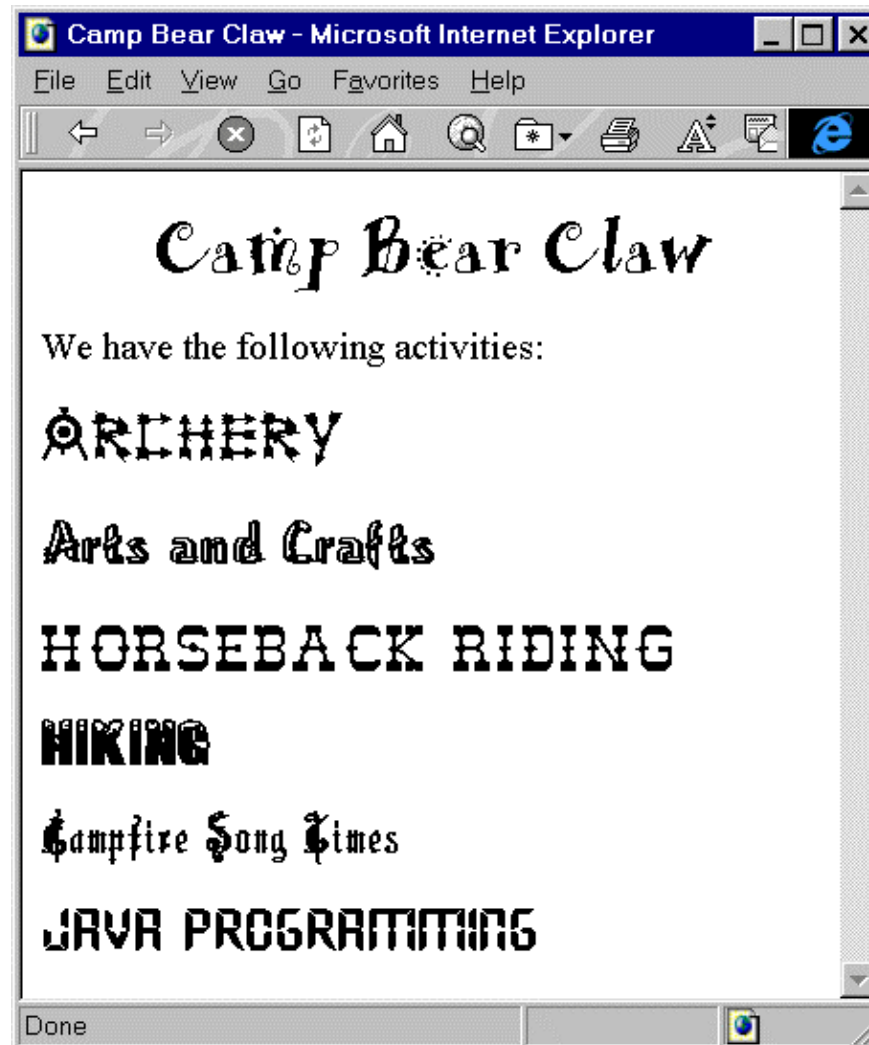 Camp Bear Claw - Microsoft Internet Explorer
File Edit View Go Favorites Help
Camp Bear Claw
We have the following activities:
ARCHERY
Arts and Crafts
HORSEBACK RIDING
HIKING
Campfire Song Times
JAVA PROGRAMMING
Done